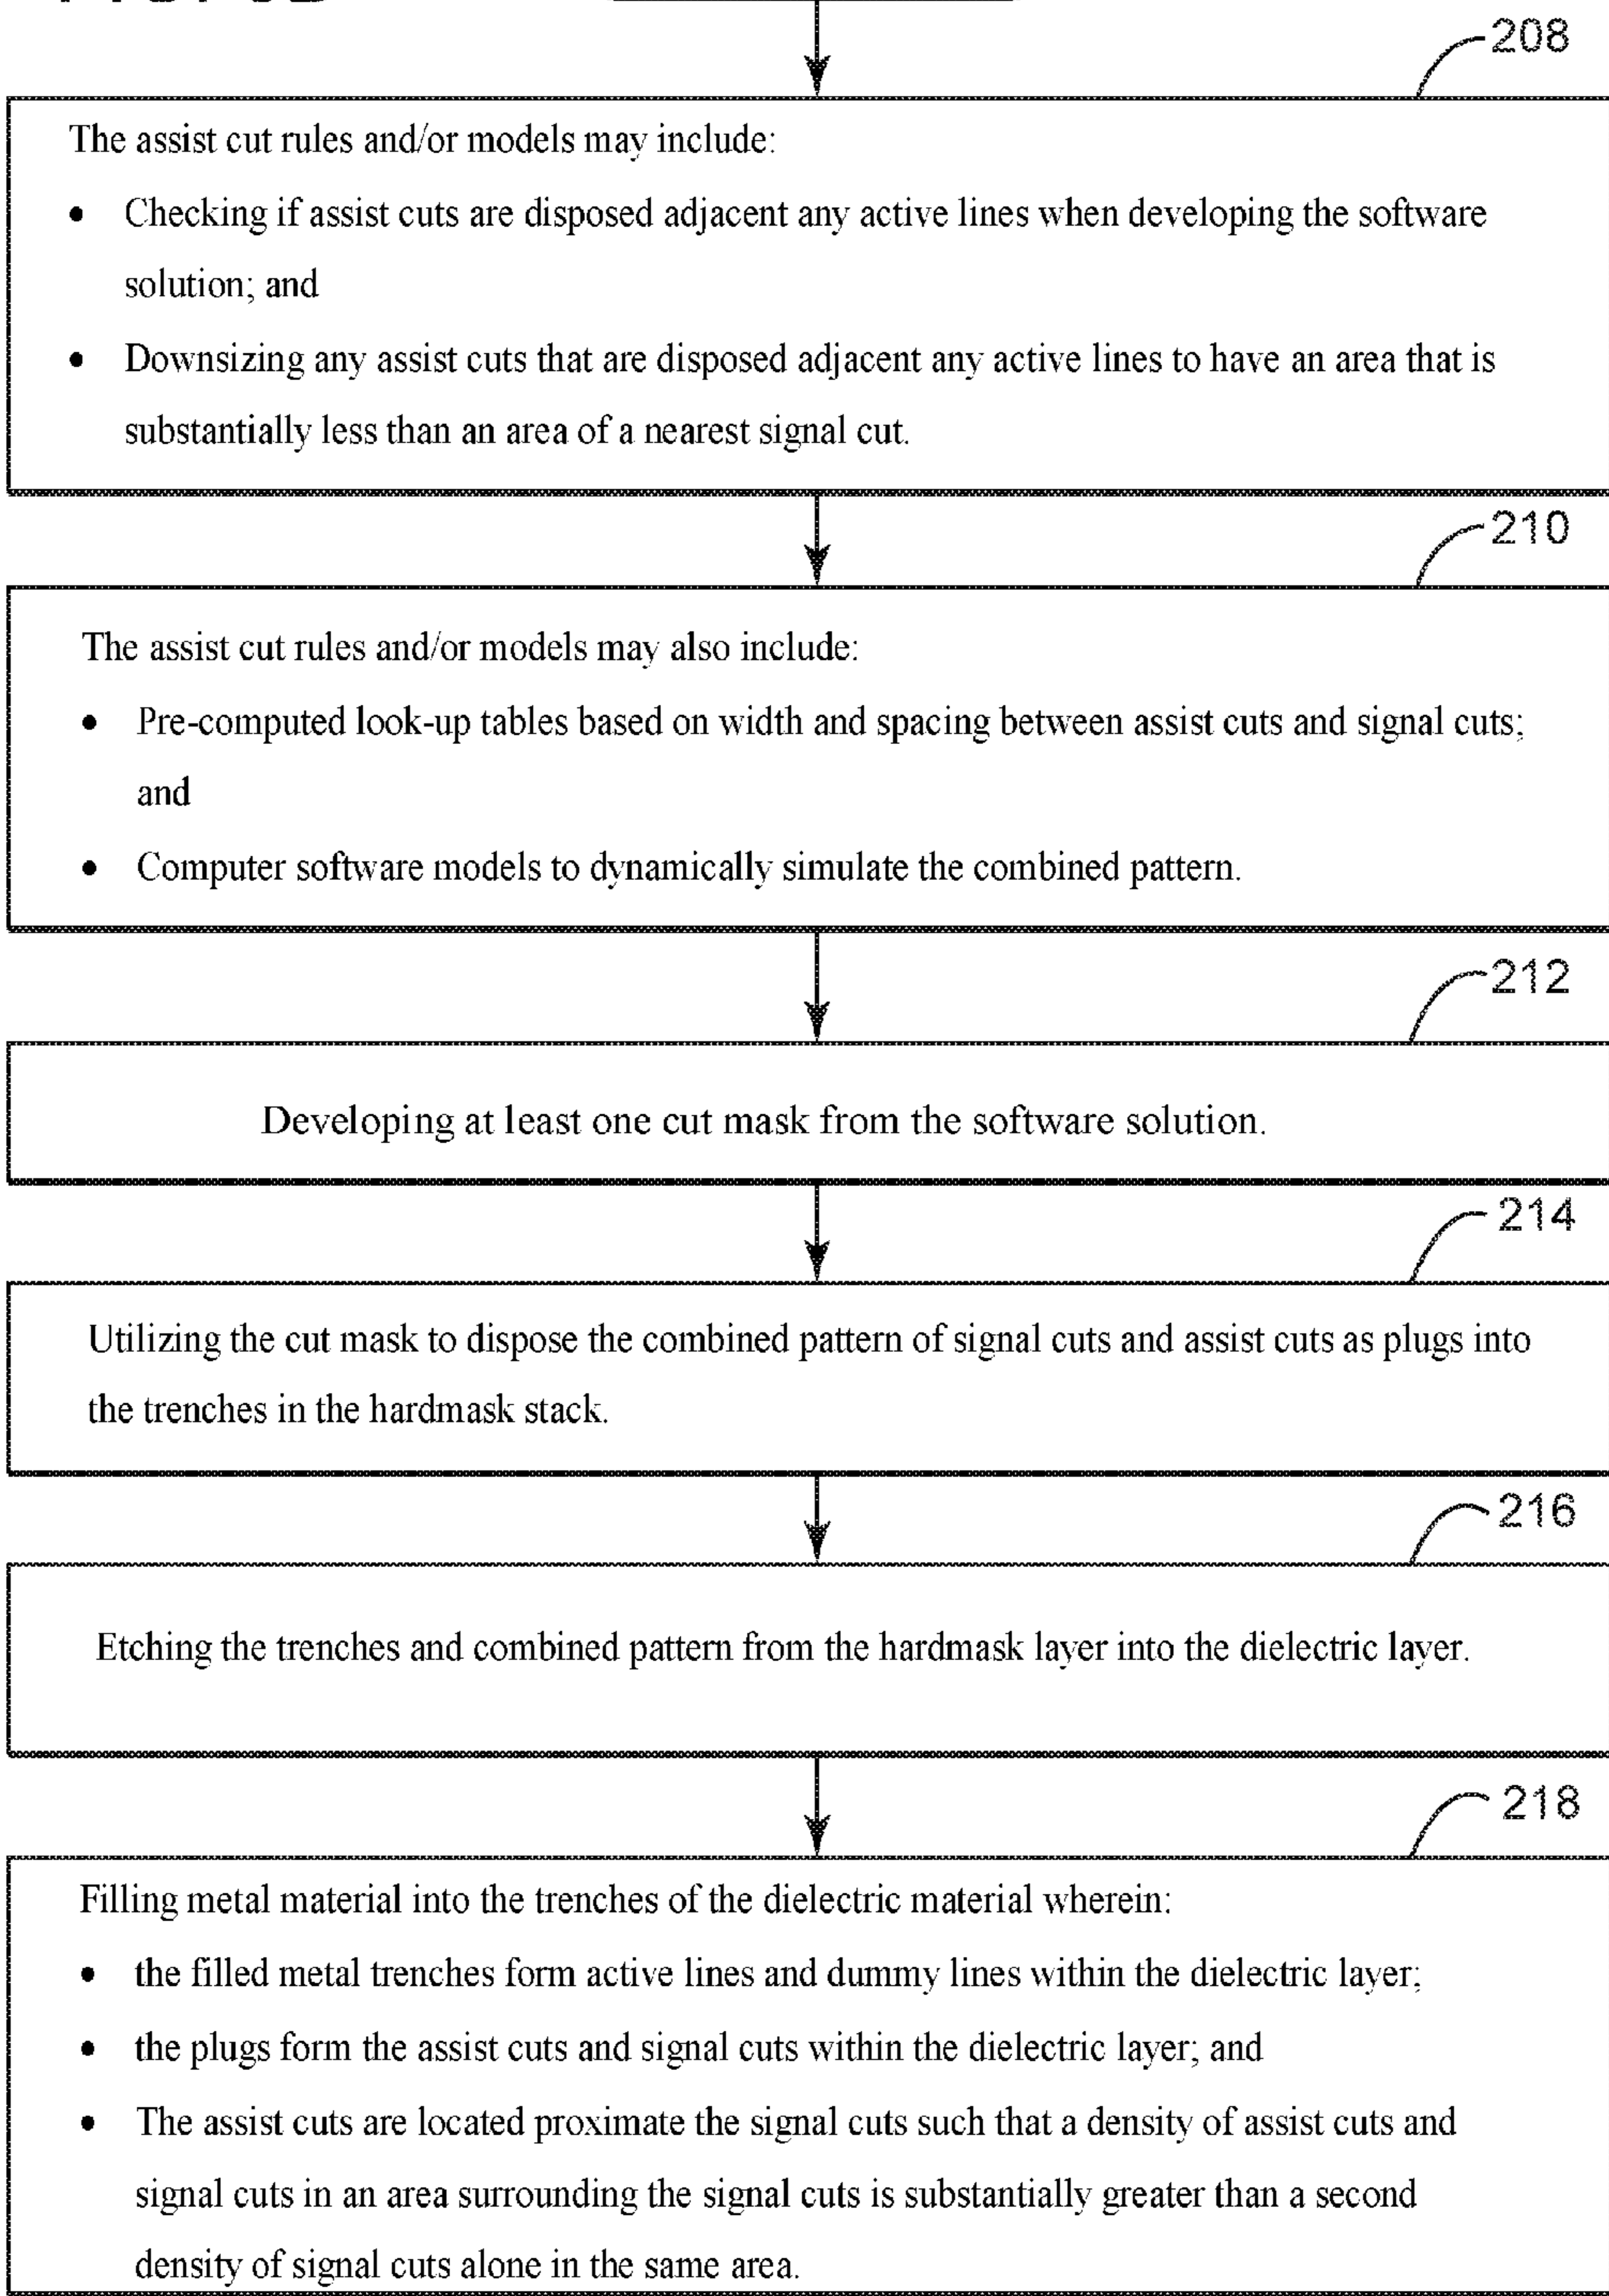 208
The assist cut rules and/or models may include:
• Checking if assist cuts are disposed adjacent any active lines when developing the software
solution; and
• Downsizing any assist cuts that are disposed adjacent any active lines to have an area that is
substantially less than an area of a nearest signal cut.
210
The assist cut rules and/or models may also include:
• Pre-computed look-up tables based on width and spacing between assist cuts and signal cuts;
and
• Computer software models to dynamically simulate the combined pattern.
212
Developing at least one cut mask from the software solution.
214
Utilizing the cut mask to dispose the combined pattern of signal cuts and assist cuts as plugs into
the trenches in the hardmask stack.
216
Etching the trenches and combined pattern from the hardmask layer into the dielectric layer.
218
Filling metal material into the trenches of the dielectric material wherein:
• the filled metal trenches form active lines and dummy lines within the dielectric layer;
• the plugs form the assist cuts and signal cuts within the dielectric layer; and
• The assist cuts are located proximate the signal cuts such that a density of assist cuts and
signal cuts in an area surrounding the signal cuts is substantially greater than a second
density of signal cuts alone in the same area.